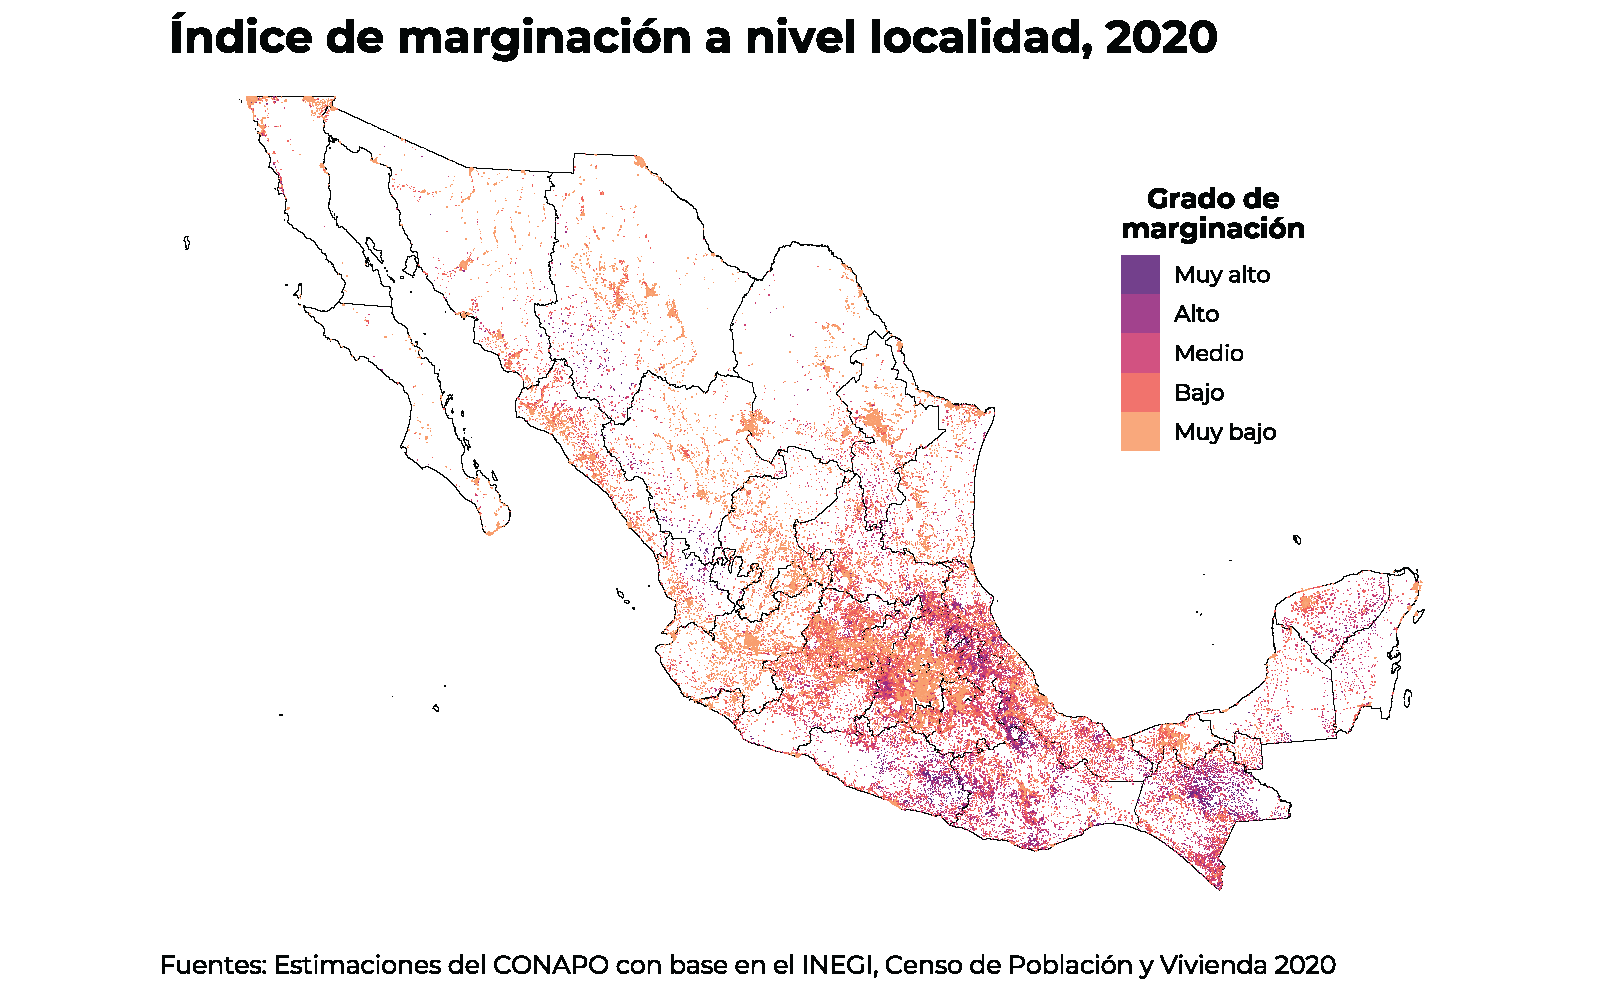 Índice de marginación a nivel localidad, 2020
Grado de
marginación
Muy alto
Alto
Medio
Bajo
Muy bajo
Fuentes: Estimaciones del CONAPO con base en el INEGI, Censo de Población y Vivienda 2020